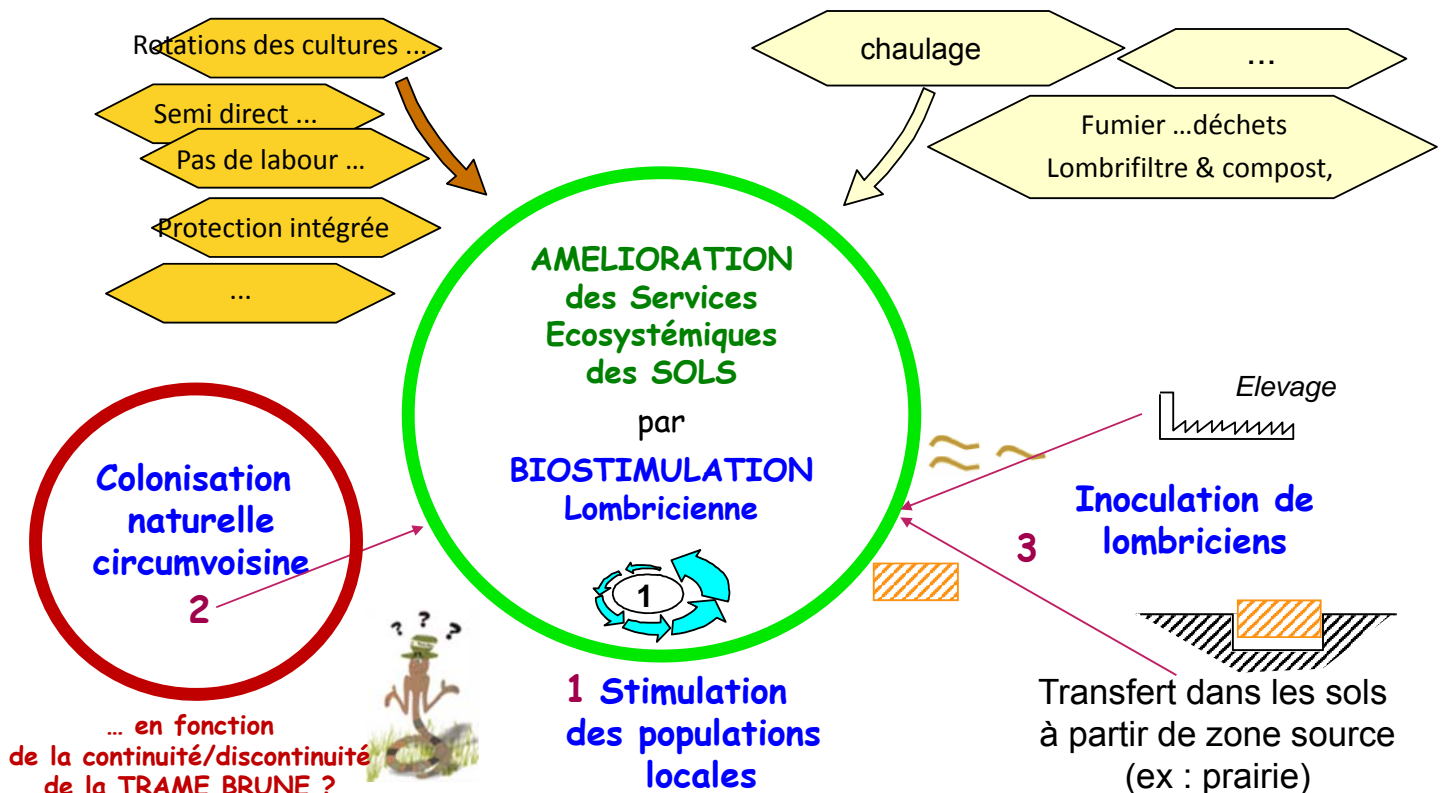 Rotations des cultures ...
Semi direct ...
Pas de labour ...
Protection intégrée
...
chaulage
...
Fumier ...déchets
Lombrifiltre & compost,
AMELIORATION
des Services
Ecosystémiques
des SOLS
par
BIOSTIMULATION
Lombricienne
1
1 Stimulation
des populations
locales
Colonisation
naturelle
circumvoisine
2
? ? ?
... en fonction
de la continuité/discontinuité
de la TRAME BRUNE ?
Elevage
Inoculation de
lombriciens
3
Transfert dans les sols
à partir de zone source
(ex : prairie)